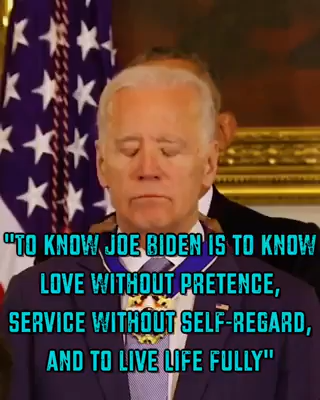 "TO KNOW JOE BIDEN IS TO KNOW
LOVE WITHOUT PRETENCE,
SERVICE WITHOUT SELF-REGARD,
AND TO LIVE LIFE FULLY"